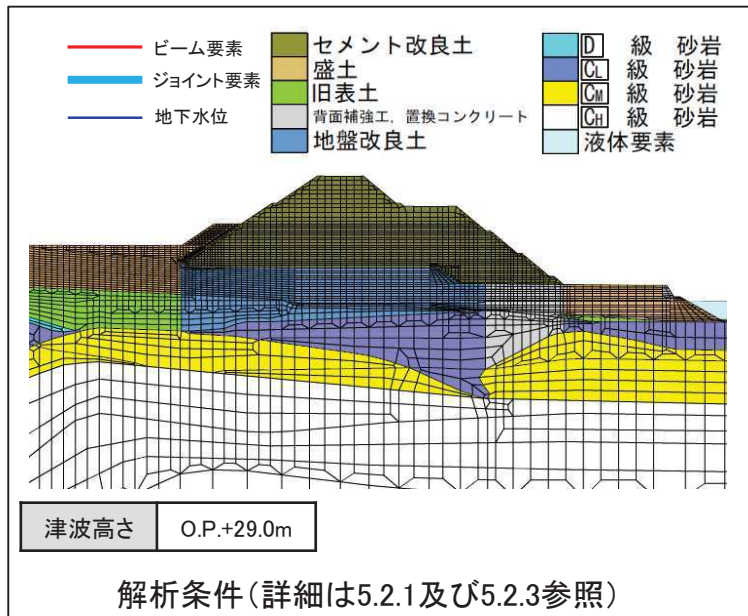 ビーム要素
ジョイント要素
地下水位
セメント改良土
盛土
旧表土
背面補強工，置換コンクリート
地盤改良土
D 級 砂岩
CL 級 砂岩
CM 級 砂岩
CH 級 砂岩
液体要素
津波高さ O.P.+29.0m
解析条件（詳細は5.2.1及び5.2.3参照）